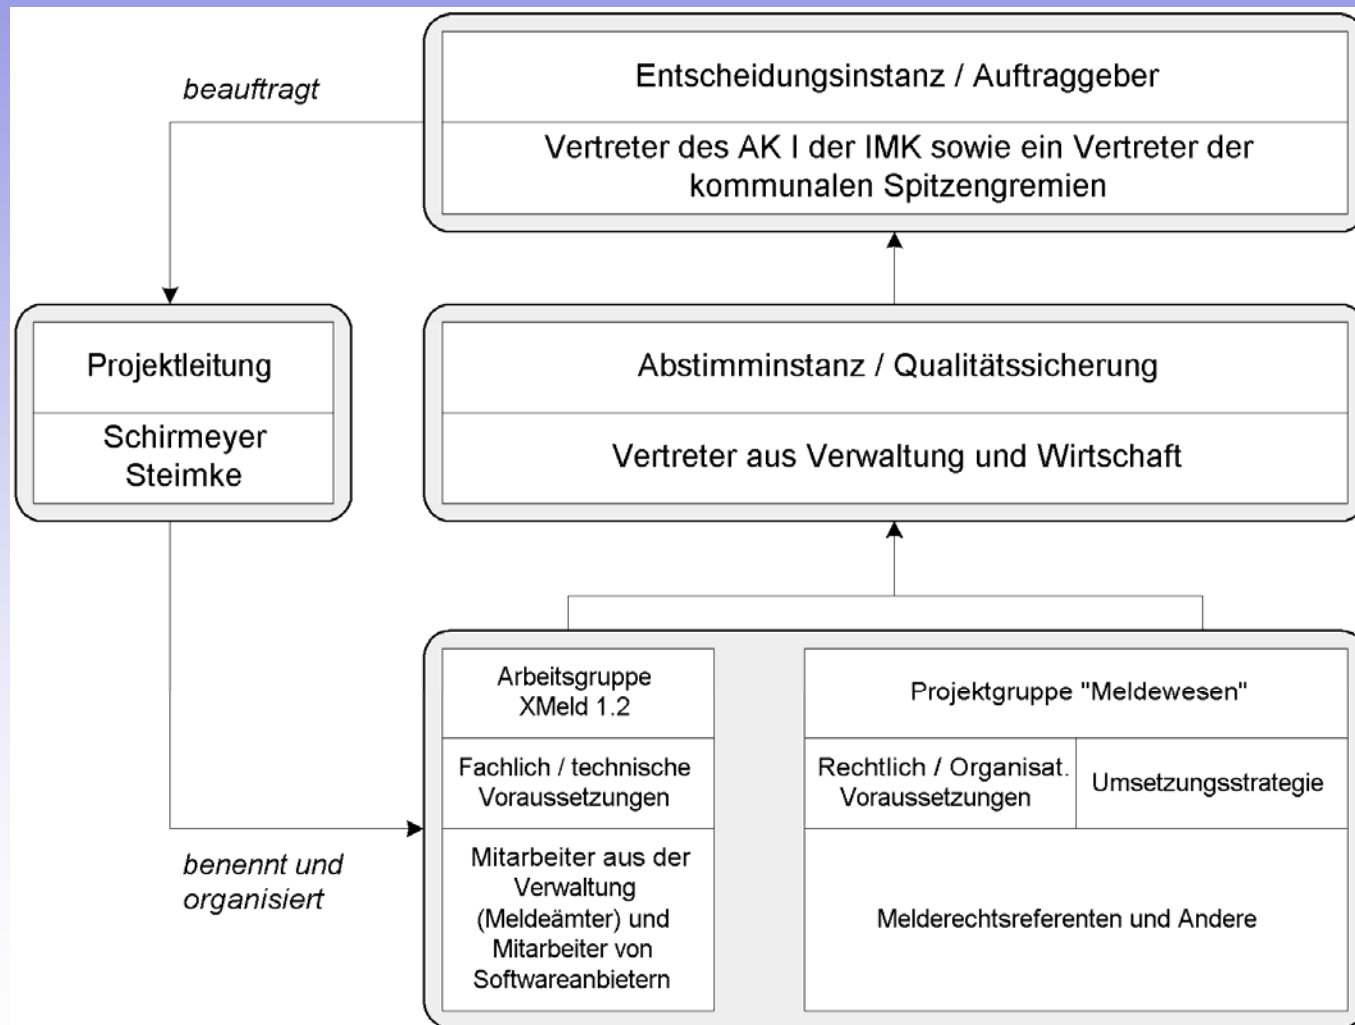 beauftragt
Entscheidungsinstanz / Auftraggeber
Vertreter des AK I der IMK sowie ein Vertreter der
kommunalen Spitzengremien
Projektleitung
Schirmeyer
Steimke
Abstimminstanz / Qualitätssicherung
Vertreter aus Verwaltung und Wirtschaft
benennt und
organisiert
Arbeitsgruppe
XMeld 1.2
Fachlich / technische
Voraussetzungen
Mitarbeiter aus der
Verwaltung
(Meldeämter) und
Mitarbeiter von
Softwareanbietern
Projektgruppe "Meldewesen"
Rechtlich / Organisat.
Voraussetzungen
Umsetzungsstrategie
Melderechtsreferenten und Andere